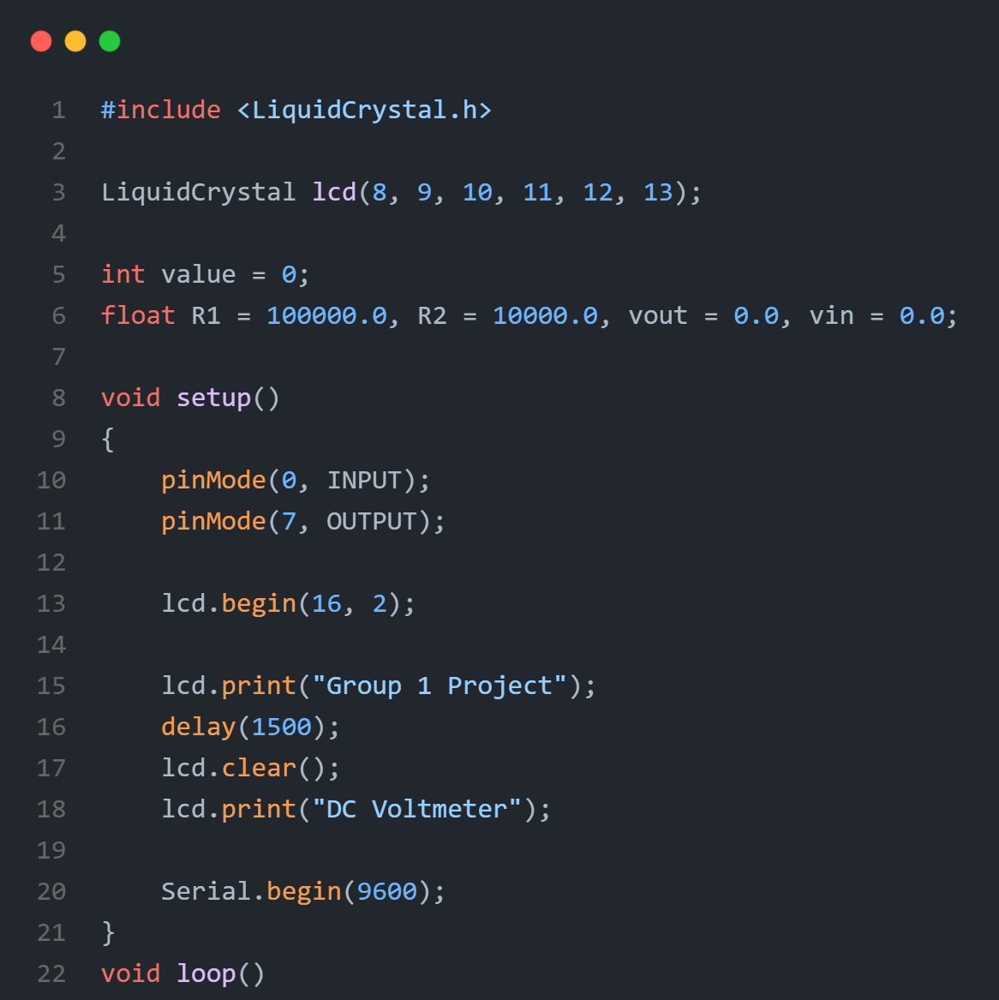 1 #include <LiquidCrystal.h>
2
3 LiquidCrystal lcd(8, 9, 10, 11, 12, 13);
4
5 int value = 0;
6 float R1 = 100000.0, R2 = 10000.0, vout = 0.0, vin = 0.0;
7
8 void setup()
9 {
10     pinMode(0, INPUT);
11     pinMode(7, OUTPUT);
12
13     lcd.begin(16, 2);
14
15     lcd.print("Group 1 Project");
16     delay(1500);
17     lcd.clear();
18     lcd.print("DC Voltmeter");
19
20     Serial.begin(9600);
21 }
22 void loop()